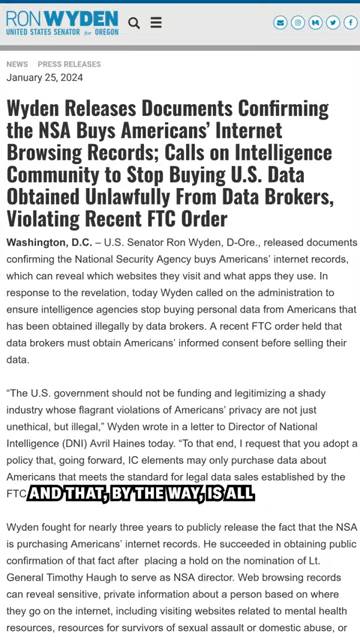 RON WYDEN
UNITED STATES SENATOR for OREGON
NEWS PRESS RELEASES
January 25, 2024
Wyden Releases Documents Confirming
the NSA Buys Americans’ Internet
Browsing Records; Calls on Intelligence
Community to Stop Buying U.S. Data
Obtained Unlawfully From Data Brokers,
Violating Recent FTC Order
Washington, D.C. – U.S. Senator Ron Wyden, D-Ore., released documents
confirming the National Security Agency buys Americans’ internet records,
which can reveal which websites they visit and what apps they use. In
response to the revelation, today Wyden called on the administration to
ensure intelligence agencies stop buying personal data from Americans that
has been obtained illegally by data brokers. A recent FTC order held that
data brokers must obtain Americans’ informed consent before selling their
data.
“The U.S. government should not be funding and legitimizing a shady
industry whose flagrant violations of Americans’ privacy are not just
unethical, but illegal,” Wyden wrote in a letter to Director of National
Intelligence (DNI) Avril Haines today. “To that end, I request that you adopt a
policy that, going forward, IC elements may only purchase data about
Americans that meets the standard for legal data sales established by the
FTC
AND THAT, BY THE WAY, IS ALL
Wyden fought for nearly three years to publicly release the fact that the NSA
is purchasing Americans’ internet records. He succeeded in obtaining public
confirmation of that fact after placing a hold on the nomination of Lt.
General Timothy Haugh to serve as NSA director. Web browsing records
can reveal sensitive, private information about a person based on where
they go on the internet, including visiting websites related to mental health
resources, resources for survivors of sexual assault or domestic abuse, or